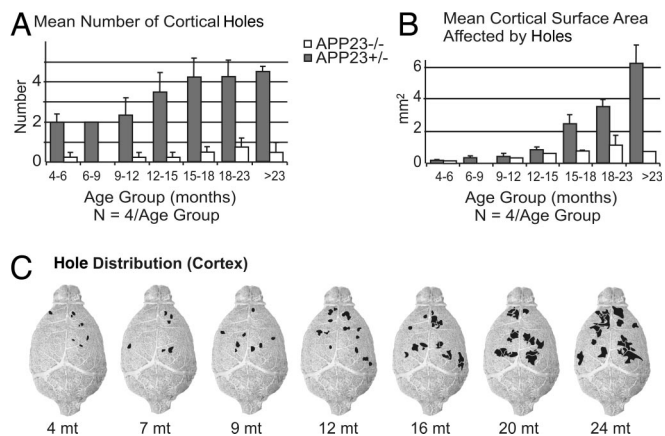 A Mean Number of Cortical Holes
APP23-/-
APP23+/-
Number
4
2
0
4-6 6-9 9-12 12-15 15-18 18-23 >23
Age Group (months)
N = 4/Age Group
B Mean Cortical Surface Area
Affected by Holes
mm²
6
4
2
0
4-6 6-9 9-12 12-15 15-18 18-23 >23
Age Group (months)
N = 4/Age Group
C Hole Distribution (Cortex)
4 mt 7 mt 9 mt 12 mt 16 mt 20 mt 24 mt